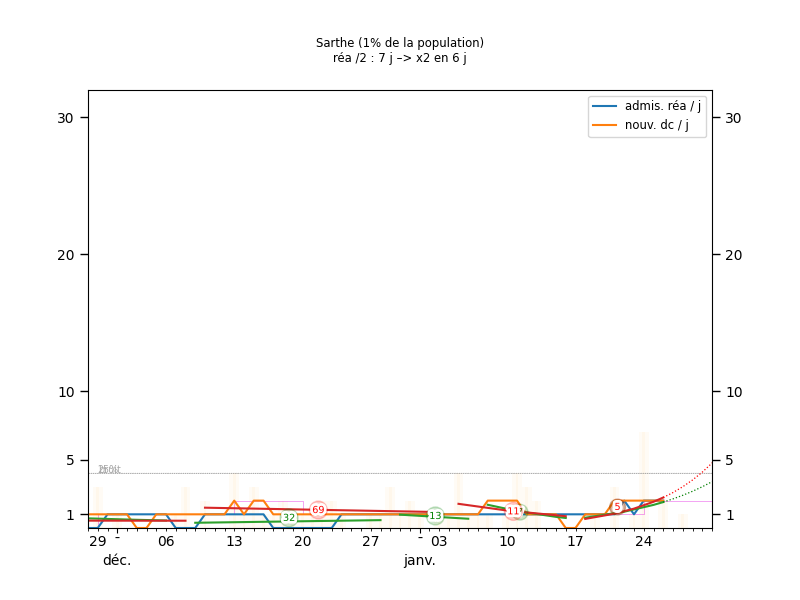 Sarthe (1% de la population)
réa /2 : 7 j –> x2 en 6 j
admis. réa / j
nouv. dc / j
30 30
20 20
10 10
5 5
1 1
69
32
13
11
5
29 - 06 13 20 27 - 03 10 17 24
déc. janv.